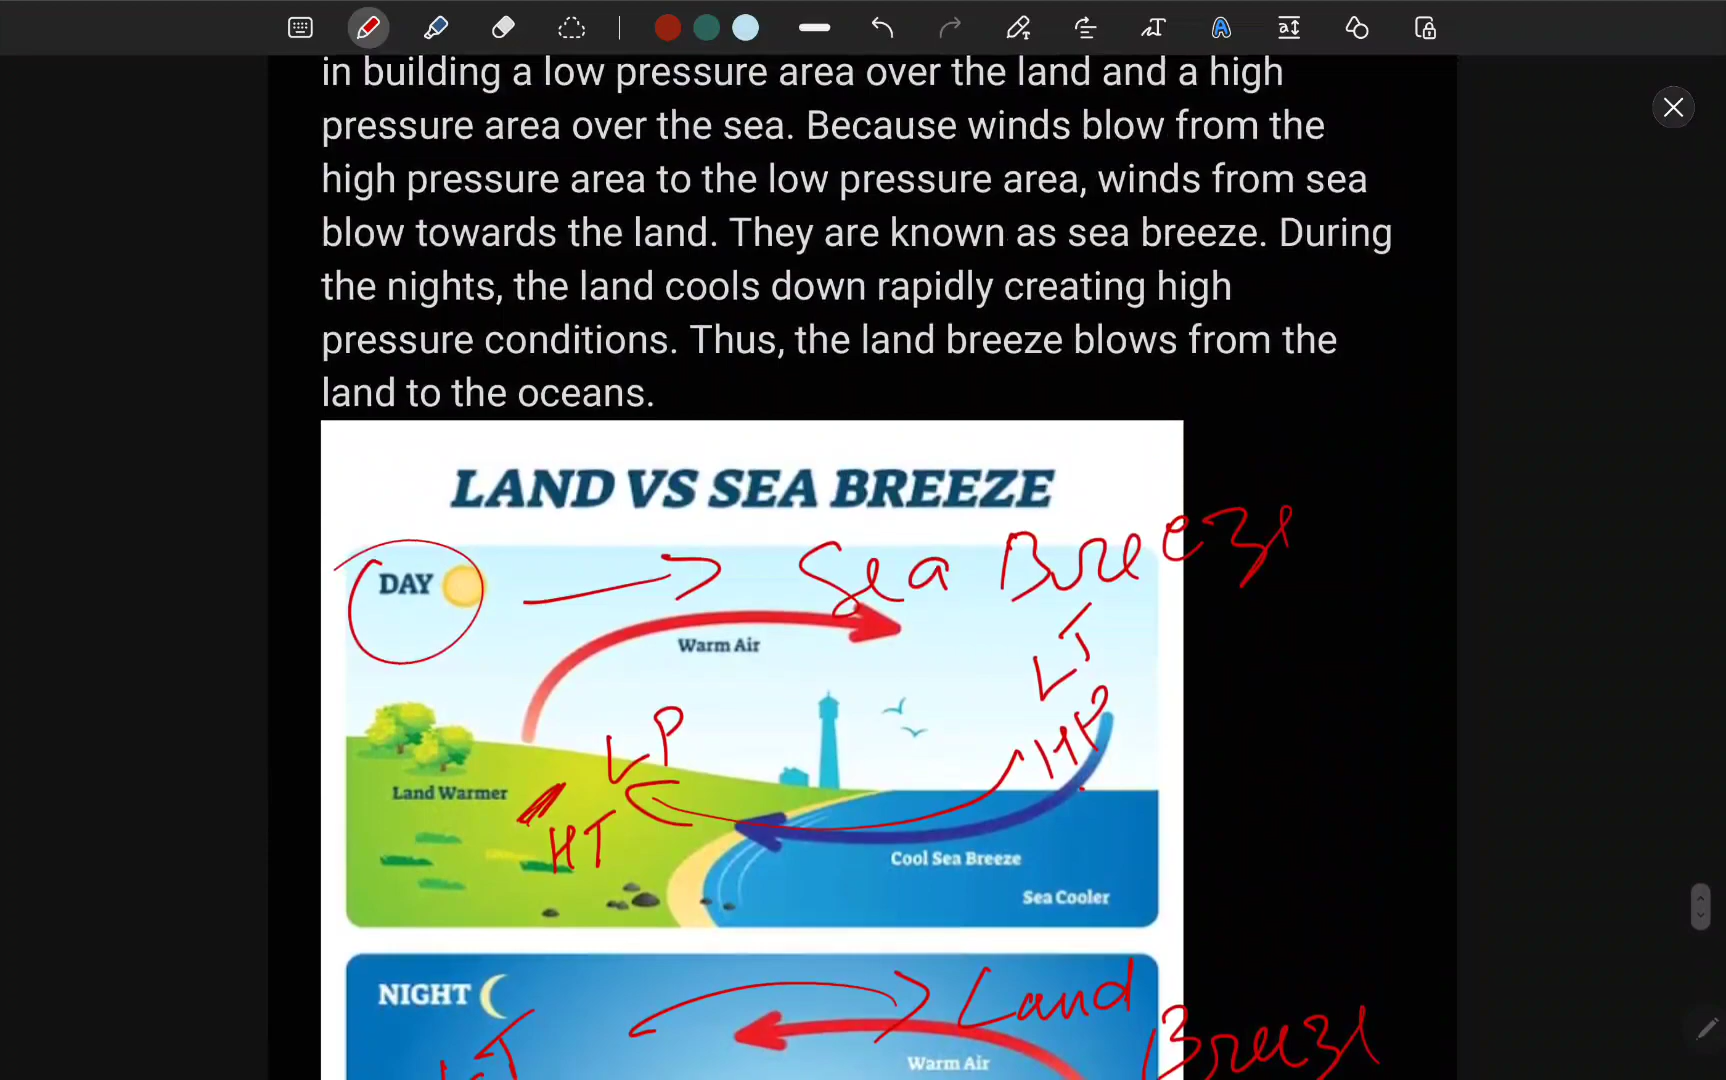 in building a low pressure area over the land and a high
pressure area over the sea. Because winds blow from the
high pressure area to the low pressure area, winds from sea
blow towards the land. They are known as sea breeze. During
the nights, the land cools down rapidly creating high
pressure conditions. Thus, the land breeze blows from the
land to the oceans.
LAND VS SEA BREEZE
DAY
Sea Breeze
Warm Air
LT
LP
HP
Land Warmer
HT
Cool Sea Breeze
Sea Cooler
NIGHT
Land
Breeze
Warm Air
LT